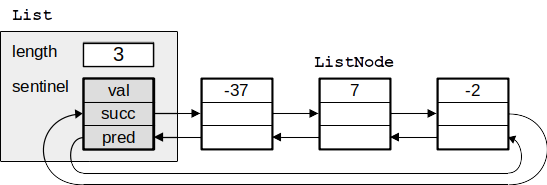 List
length 3
ListNode
sentinel val -37 7 -2
succ
pred